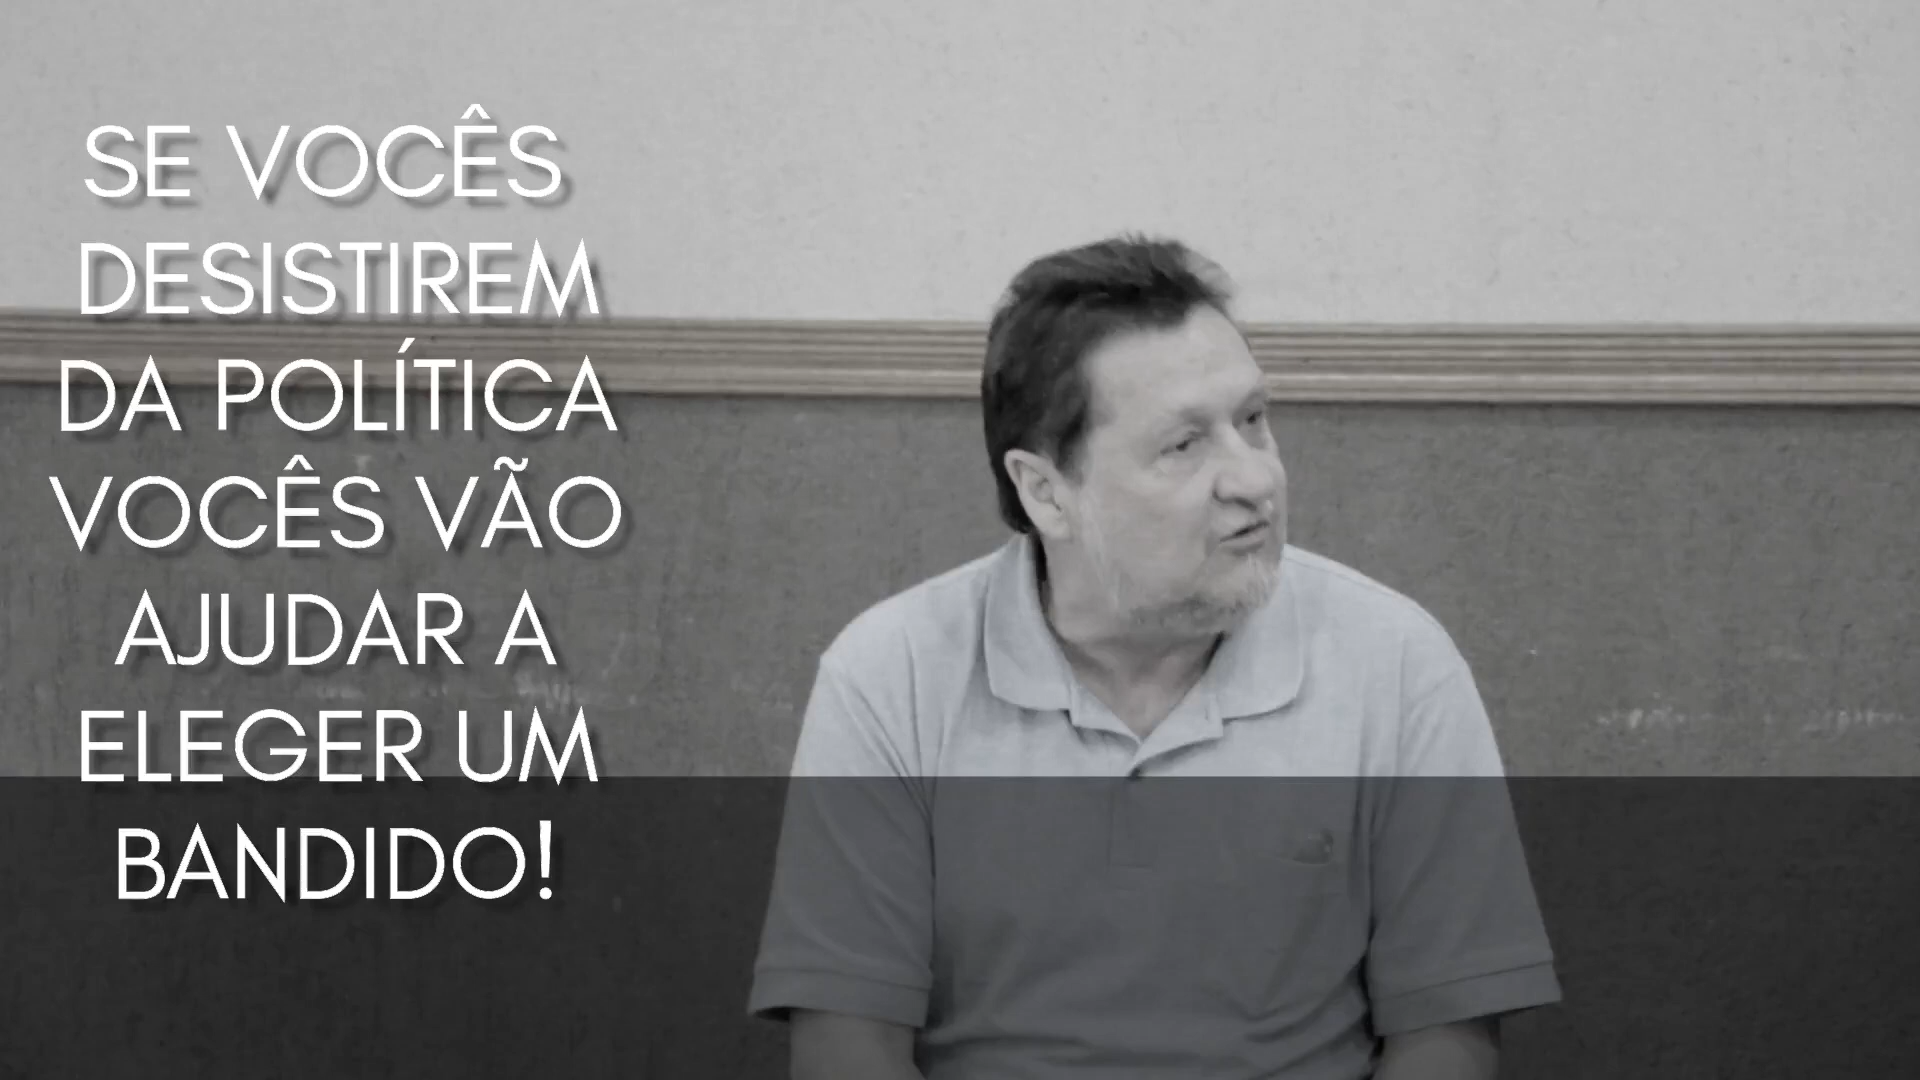 SE VOCÊS
DESISTIREM
DA POLÍTICA
VOCÊS VÃO
AJUDAR A
ELEGER UM
BANDIDO!